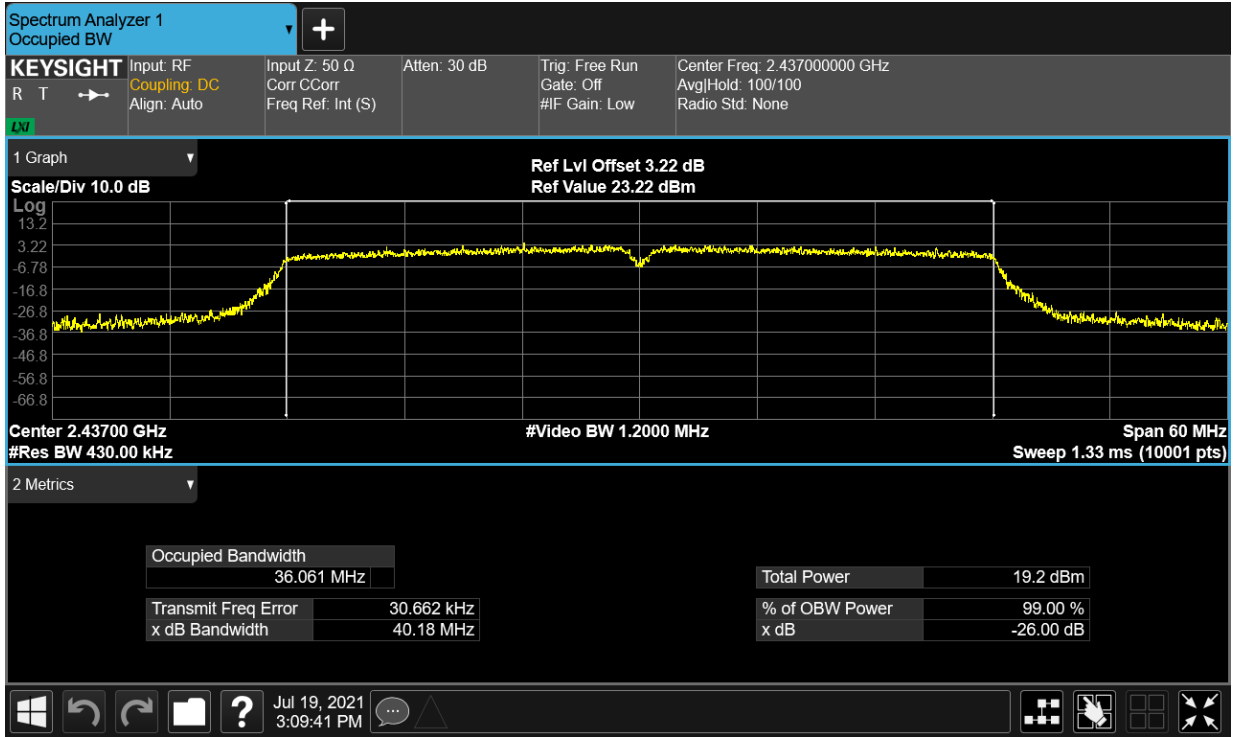 Spectrum Analyzer 1
Occupied BW
KEYSIGHT
R T
LXI
Input: RF
Coupling: DC
Align: Auto
Input Z: 50 Ω
Corr CCorr
Freq Ref: Int (S)
Atten: 30 dB
Trig: Free Run
Gate: Off
#IF Gain: Low
Center Freq: 2.437000000 GHz
Avg|Hold: 100/100
Radio Std: None
1 Graph
Scale/Div 10.0 dB
Ref Lvl Offset 3.22 dB
Ref Value 23.22 dBm
Log
13.2
3.22
-6.78
-16.8
-26.8
-36.8
-46.8
-56.8
-66.8
Center 2.43700 GHz
#Res BW 430.00 kHz
#Video BW 1.2000 MHz
Span 60 MHz
Sweep 1.33 ms (10001 pts)
2 Metrics
Occupied Bandwidth
36.061 MHz
Transmit Freq Error 30.662 kHz
x dB Bandwidth 40.18 MHz
Total Power 19.2 dBm
% of OBW Power 99.00 %
x dB -26.00 dB
?
Jul 19, 2021
3:09:41 PM